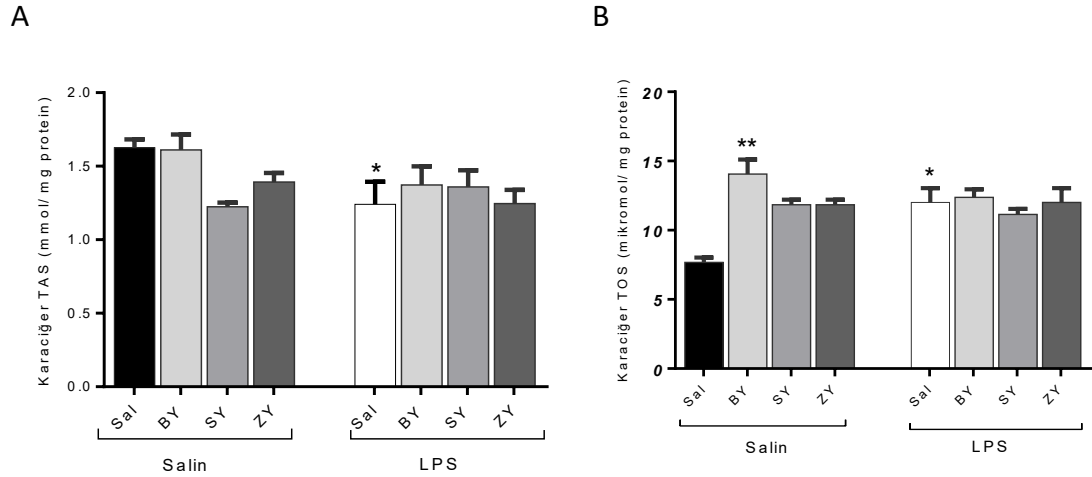 A
Karaciğer TAS (mmol/ mg protein)
2.0
1.5
1.0
0.5
0.0
*
Sal
BY
SY
ZY
Sal
BY
SY
ZY
Salin
LPS
B
Karaciğer TOS (mikromol/ mg protein)
20
15
10
5
0
**
*
Sal
BY
SY
ZY
Sal
BY
SY
ZY
Salin
LPS